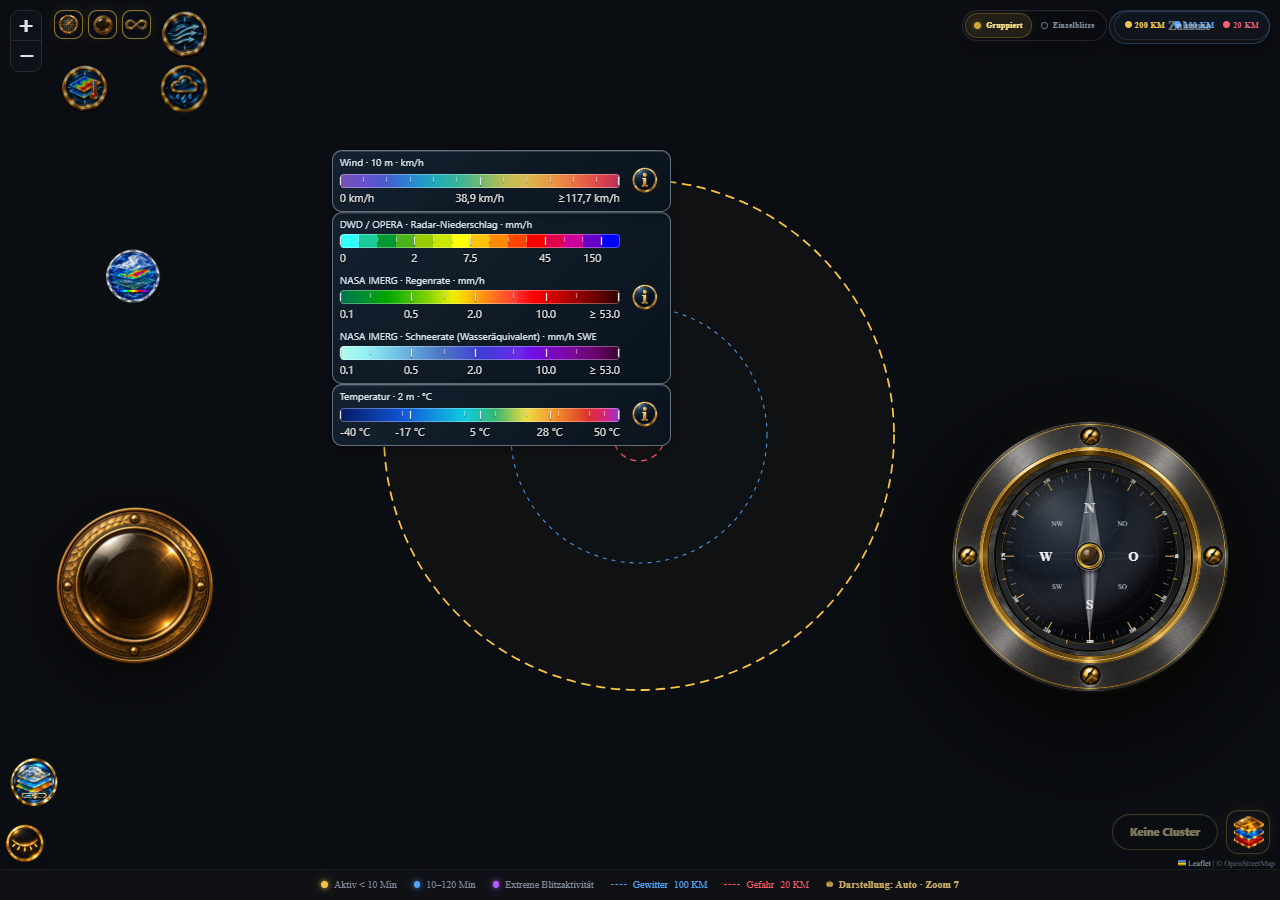 +
−
Gruppiert
Einzelblitze
200 KM
100 KM
20 KM
Zuhause
Wind · 10 m · km/h
0 km/h 38,9 km/h ≥117,7 km/h
DWD / OPERA · Radar-Niederschlag · mm/h
0 2 7.5 45 150
NASA IMERG · Regenrate · mm/h
0.1 0.5 2.0 10.0 ≥ 53.0
NASA IMERG · Schneerate (Wasseräquivalent) · mm/h SWE
0.1 0.5 2.0 10.0 ≥ 53.0
Temperatur · 2 m · °C
-40 °C -17 °C 5 °C 28 °C 50 °C
N
NW NO
W O
SW SO
S
Keine Cluster
Leaflet | © OpenStreetMap
Aktiv < 10 Min 10–120 Min Extreme Blitzaktivität Gewitter 100 KM Gefahr 20 KM Darstellung: Auto · Zoom 7